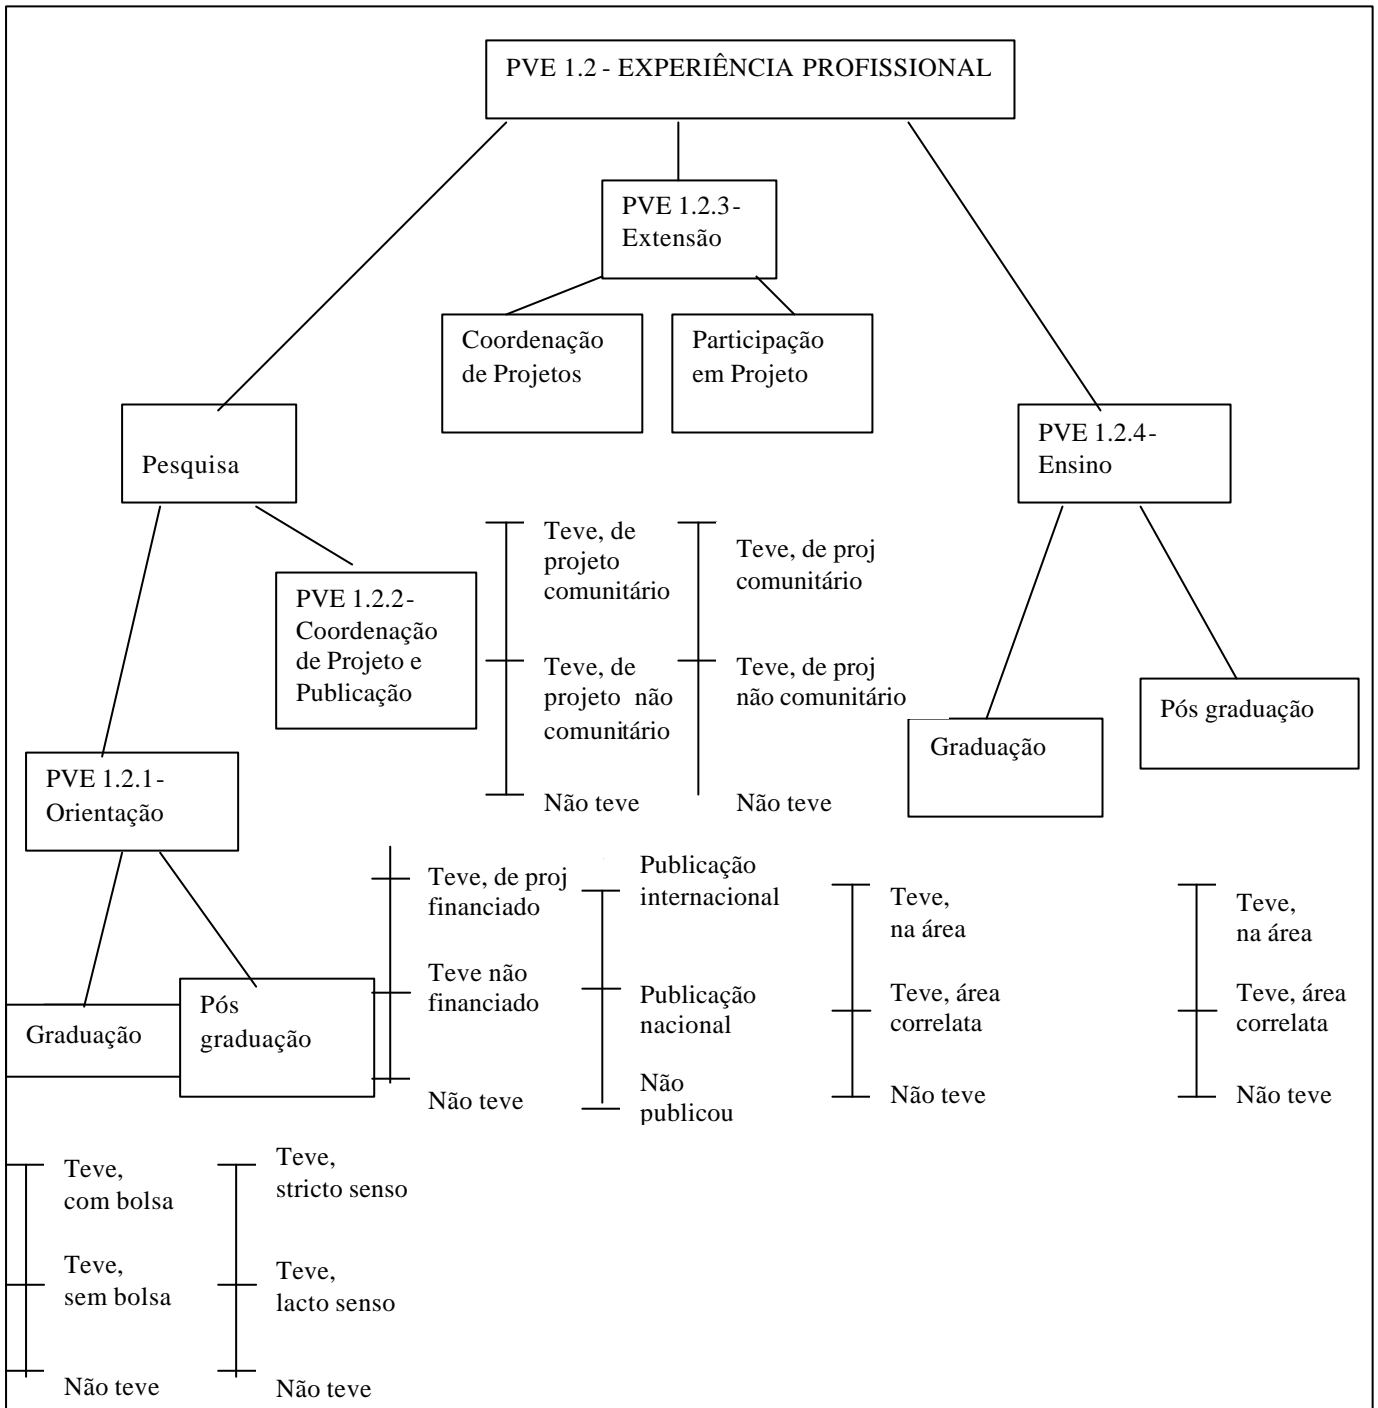 PVE 1.2 - EXPERIÊNCIA PROFISSIONAL
PVE 1.2.3-
Extensão
Coordenação
de Projetos
Participação
em Projeto
Pesquisa
PVE 1.2.4-
Ensino
PVE 1.2.2-
Coordenação
de Projeto e
Publicação
Teve, de
projeto
comunitário
Teve, de
projeto não
comunitário
Não teve
Teve, de proj
comunitário
Teve, de proj
não comunitário
Não teve
Graduação
Pós graduação
PVE 1.2.1-
Orientação
Graduação
Pós
graduação
Teve, de proj
financiado
Teve não
financiado
Não teve
Publicação
internacional
Publicação
nacional
Não
publicou
Teve,
na área
Teve, área
correlata
Não teve
Teve,
na área
Teve, área
correlata
Não teve
Teve,
com bolsa
Teve,
sem bolsa
Não teve
Teve,
stricto senso
Teve,
lacto senso
Não teve